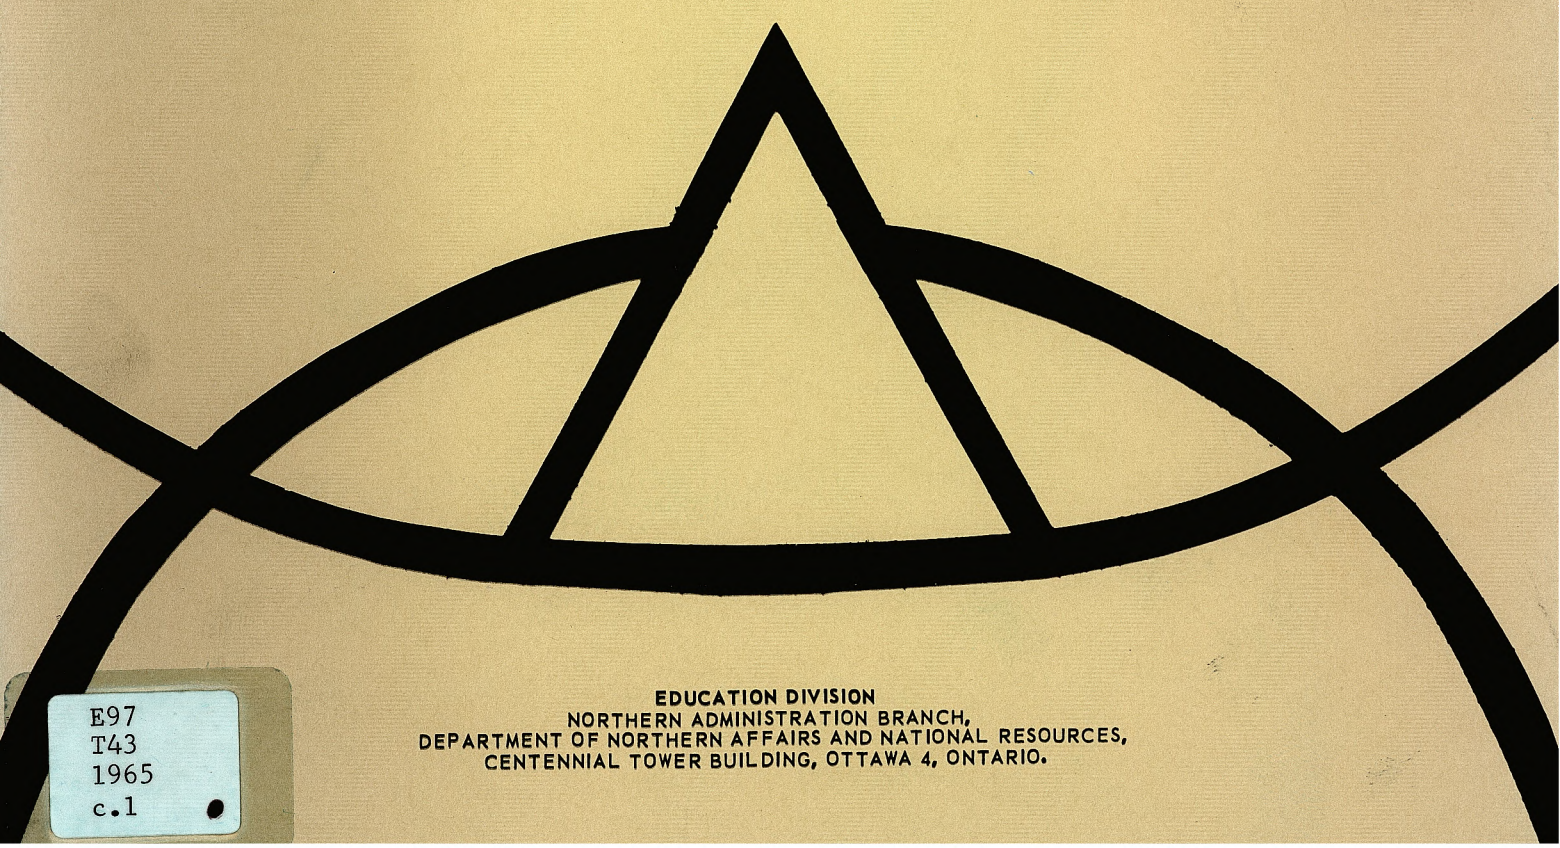 EDUCATION DIVISION
NORTHERN ADMINISTRATION BRANCH,
DEPARTMENT OF NORTHERN AFFAIRS AND NATIONAL RESOURCES,
CENTENNIAL TOWER BUILDING, OTTAWA 4, ONTARIO.
E97
T43
1965
c.1